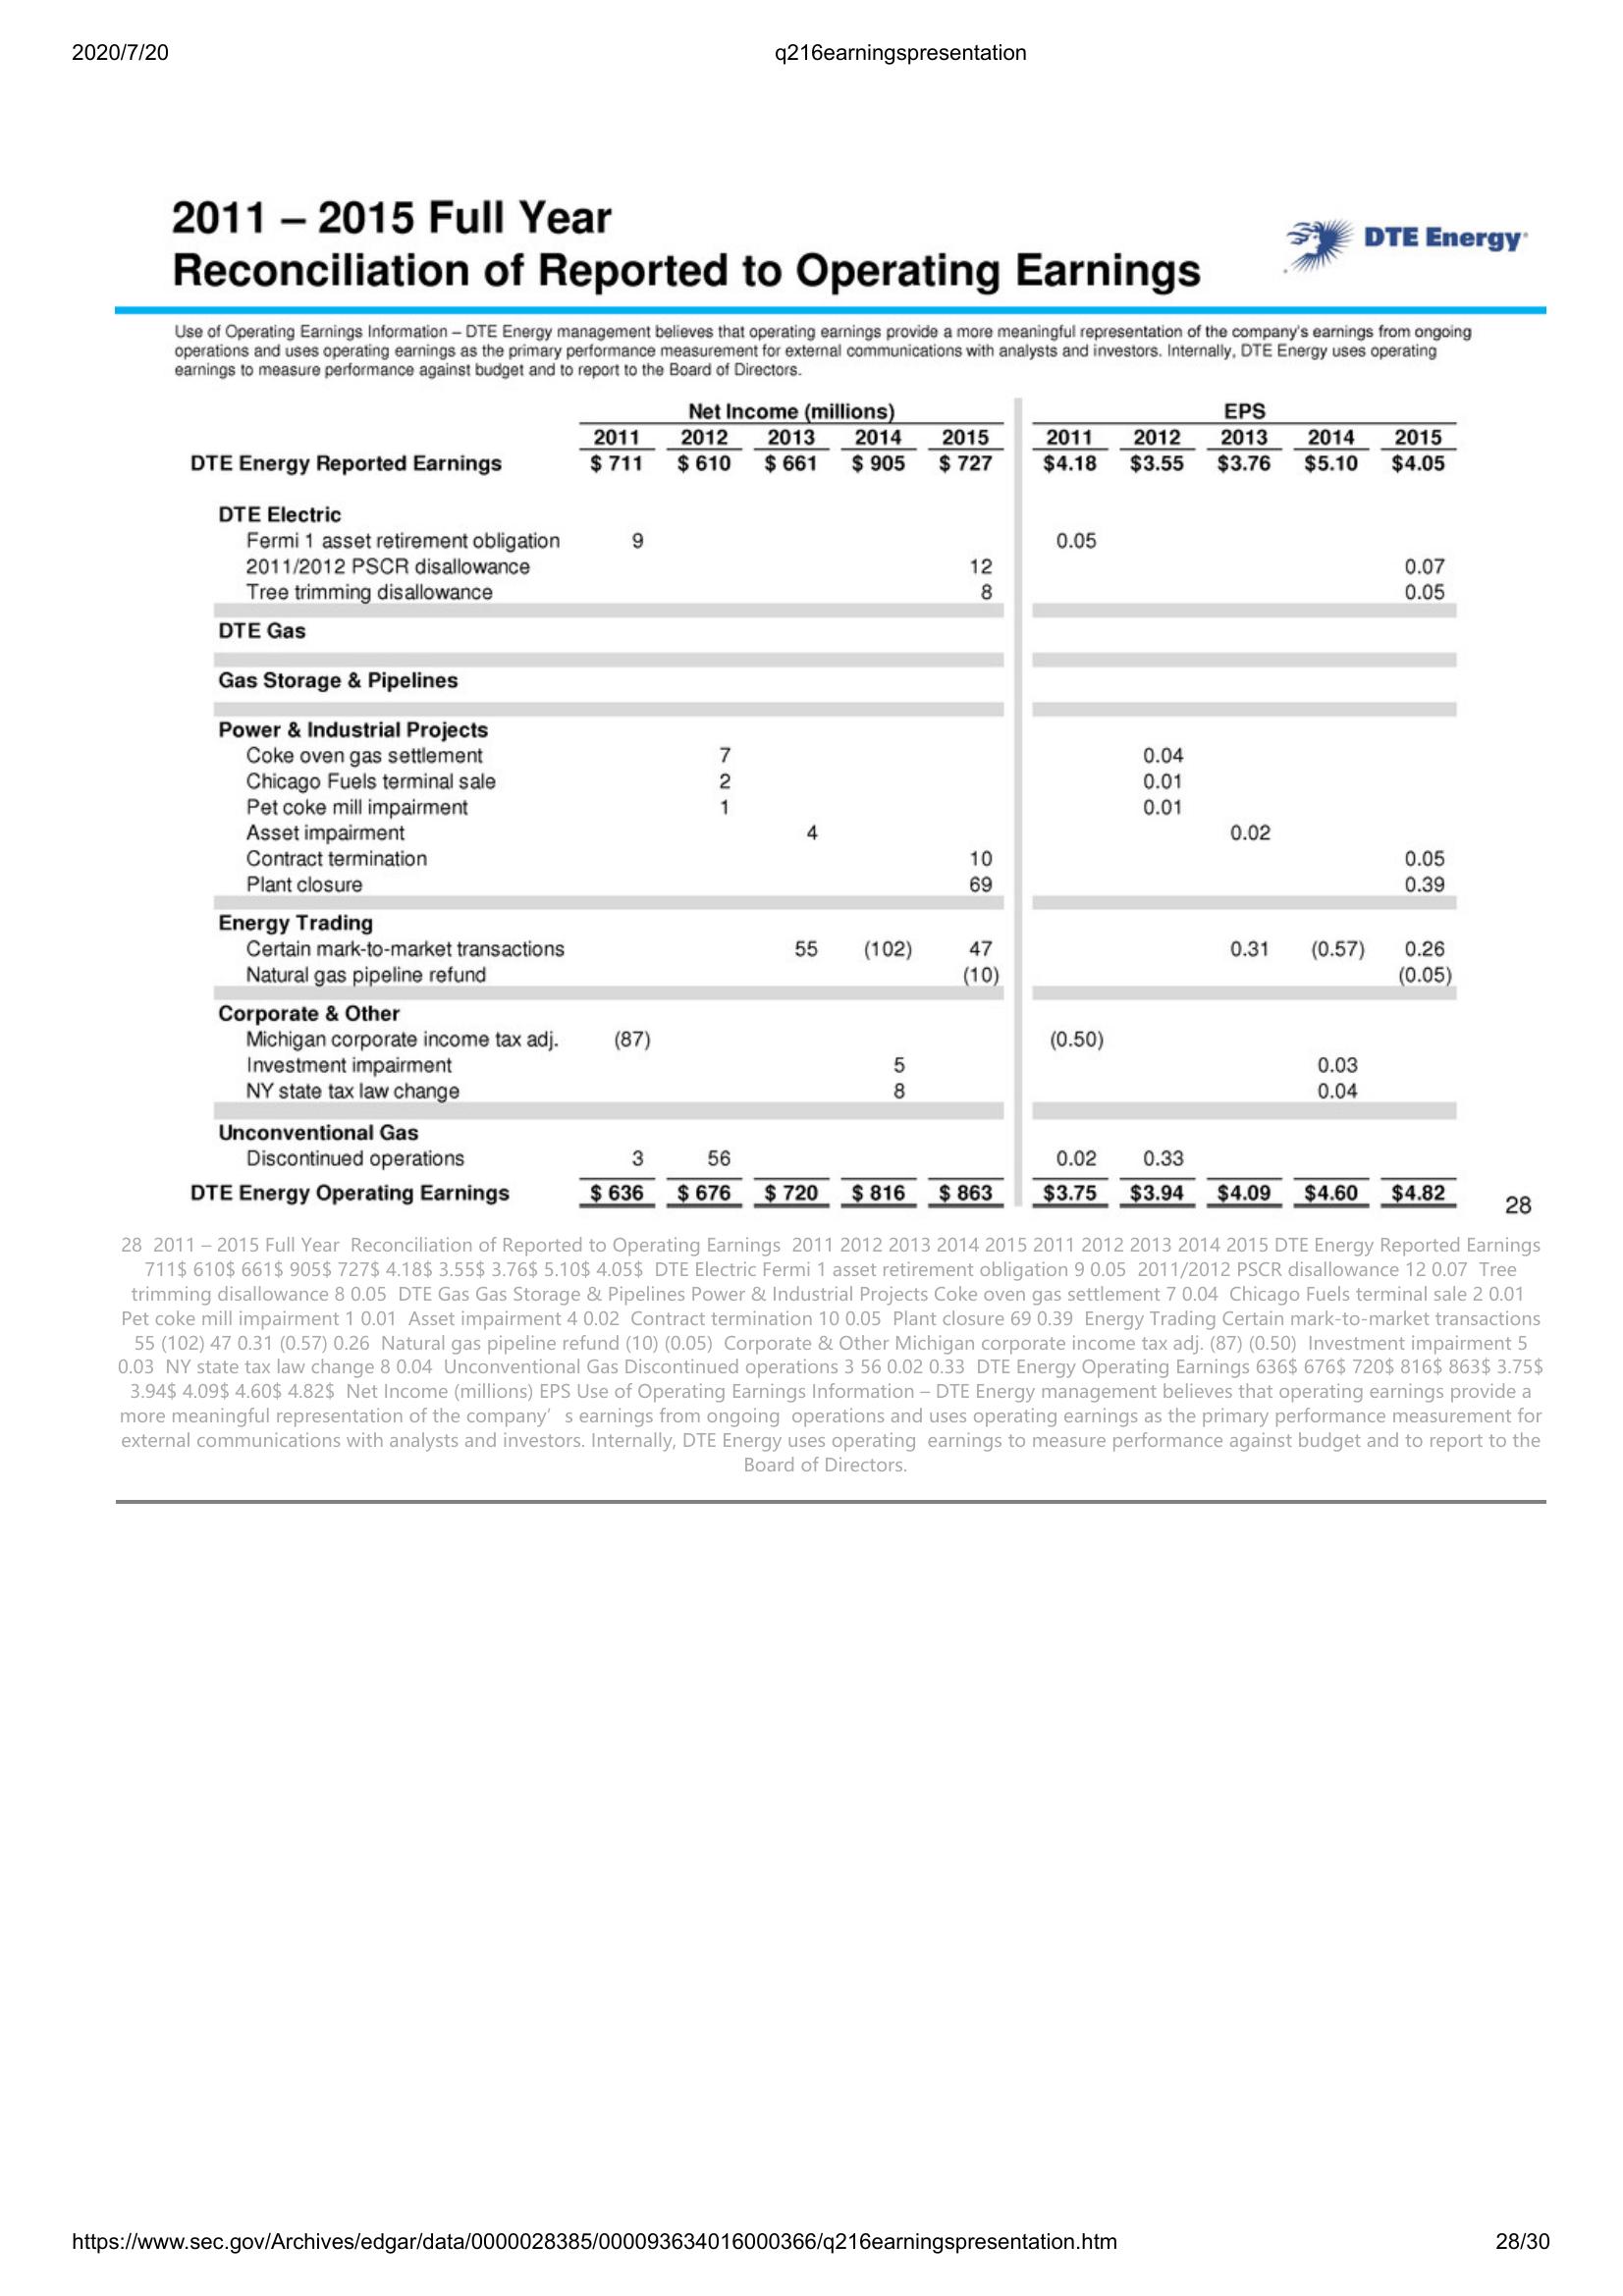 2020/7/20 q216earningspresentation
2011 – 2015 Full Year
Reconciliation of Reported to Operating Earnings
DTE Energy®
Use of Operating Earnings Information – DTE Energy management believes that operating earnings provide a more meaningful representation of the company's earnings from ongoing
operations and uses operating earnings as the primary performance measurement for external communications with analysts and investors. Internally, DTE Energy uses operating
earnings to measure performance against budget and to report to the Board of Directors.
Net Income (millions) EPS
2011 2012 2013 2014 2015 2011 2012 2013 2014 2015
DTE Energy Reported Earnings $ 711 $ 610 $ 661 $ 905 $ 727 $4.18 $3.55 $3.76 $5.10 $4.05
DTE Electric
Fermi 1 asset retirement obligation 9 0.05
2011/2012 PSCR disallowance 12 0.07
Tree trimming disallowance 8 0.05
DTE Gas
Gas Storage & Pipelines
Power & Industrial Projects
Coke oven gas settlement 7 0.04
Chicago Fuels terminal sale 2 0.01
Pet coke mill impairment 1 0.01
Asset impairment 4 0.02
Contract termination 10 0.05
Plant closure 69 0.39
Energy Trading
Certain mark-to-market transactions 55 (102) 47 0.31 (0.57) 0.26
Natural gas pipeline refund (10) (0.05)
Corporate & Other
Michigan corporate income tax adj. (87) (0.50)
Investment impairment 5 0.03
NY state tax law change 8 0.04
Unconventional Gas
Discontinued operations 3 56 0.02 0.33
DTE Energy Operating Earnings $ 636 $ 676 $ 720 $ 816 $ 863 $3.75 $3.94 $4.09 $4.60 $4.82
28
28 2011 – 2015 Full Year Reconciliation of Reported to Operating Earnings 2011 2012 2013 2014 2015 2011 2012 2013 2014 2015 DTE Energy Reported Earnings
711$ 610$ 661$ 905$ 727$ 4.18$ 3.55$ 3.76$ 5.10$ 4.05$ DTE Electric Fermi 1 asset retirement obligation 9 0.05 2011/2012 PSCR disallowance 12 0.07 Tree
trimming disallowance 8 0.05 DTE Gas Gas Storage & Pipelines Power & Industrial Projects Coke oven gas settlement 7 0.04 Chicago Fuels terminal sale 2 0.01
Pet coke mill impairment 1 0.01 Asset impairment 4 0.02 Contract termination 10 0.05 Plant closure 69 0.39 Energy Trading Certain mark-to-market transactions
55 (102) 47 0.31 (0.57) 0.26 Natural gas pipeline refund (10) (0.05) Corporate & Other Michigan corporate income tax adj. (87) (0.50) Investment impairment 5
0.03 NY state tax law change 8 0.04 Unconventional Gas Discontinued operations 3 56 0.02 0.33 DTE Energy Operating Earnings 636$ 676$ 720$ 816$ 863$ 3.75$
3.94$ 4.09$ 4.60$ 4.82$ Net Income (millions) EPS Use of Operating Earnings Information – DTE Energy management believes that operating earnings provide a
more meaningful representation of the company’ s earnings from ongoing operations and uses operating earnings as the primary performance measurement for
external communications with analysts and investors. Internally, DTE Energy uses operating earnings to measure performance against budget and to report to the
Board of Directors.
https://www.sec.gov/Archives/edgar/data/0000028385/000093634016000366/q216earningspresentation.htm 28/30